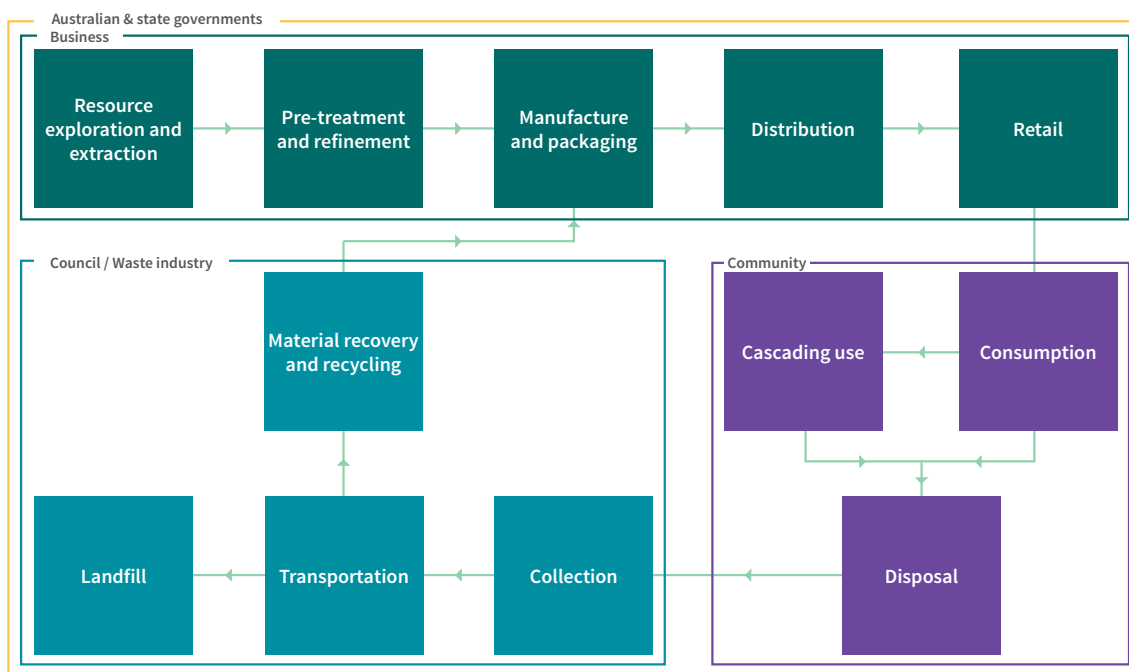 Australian & state governments
Business
Resource
exploration and
extraction
Pre-treatment
and refinement
Manufacture
and packaging
Distribution
Retail
Council / Waste industry
Community
Material recovery
and recycling
Cascading use
Consumption
Landfill
Transportation
Collection
Disposal